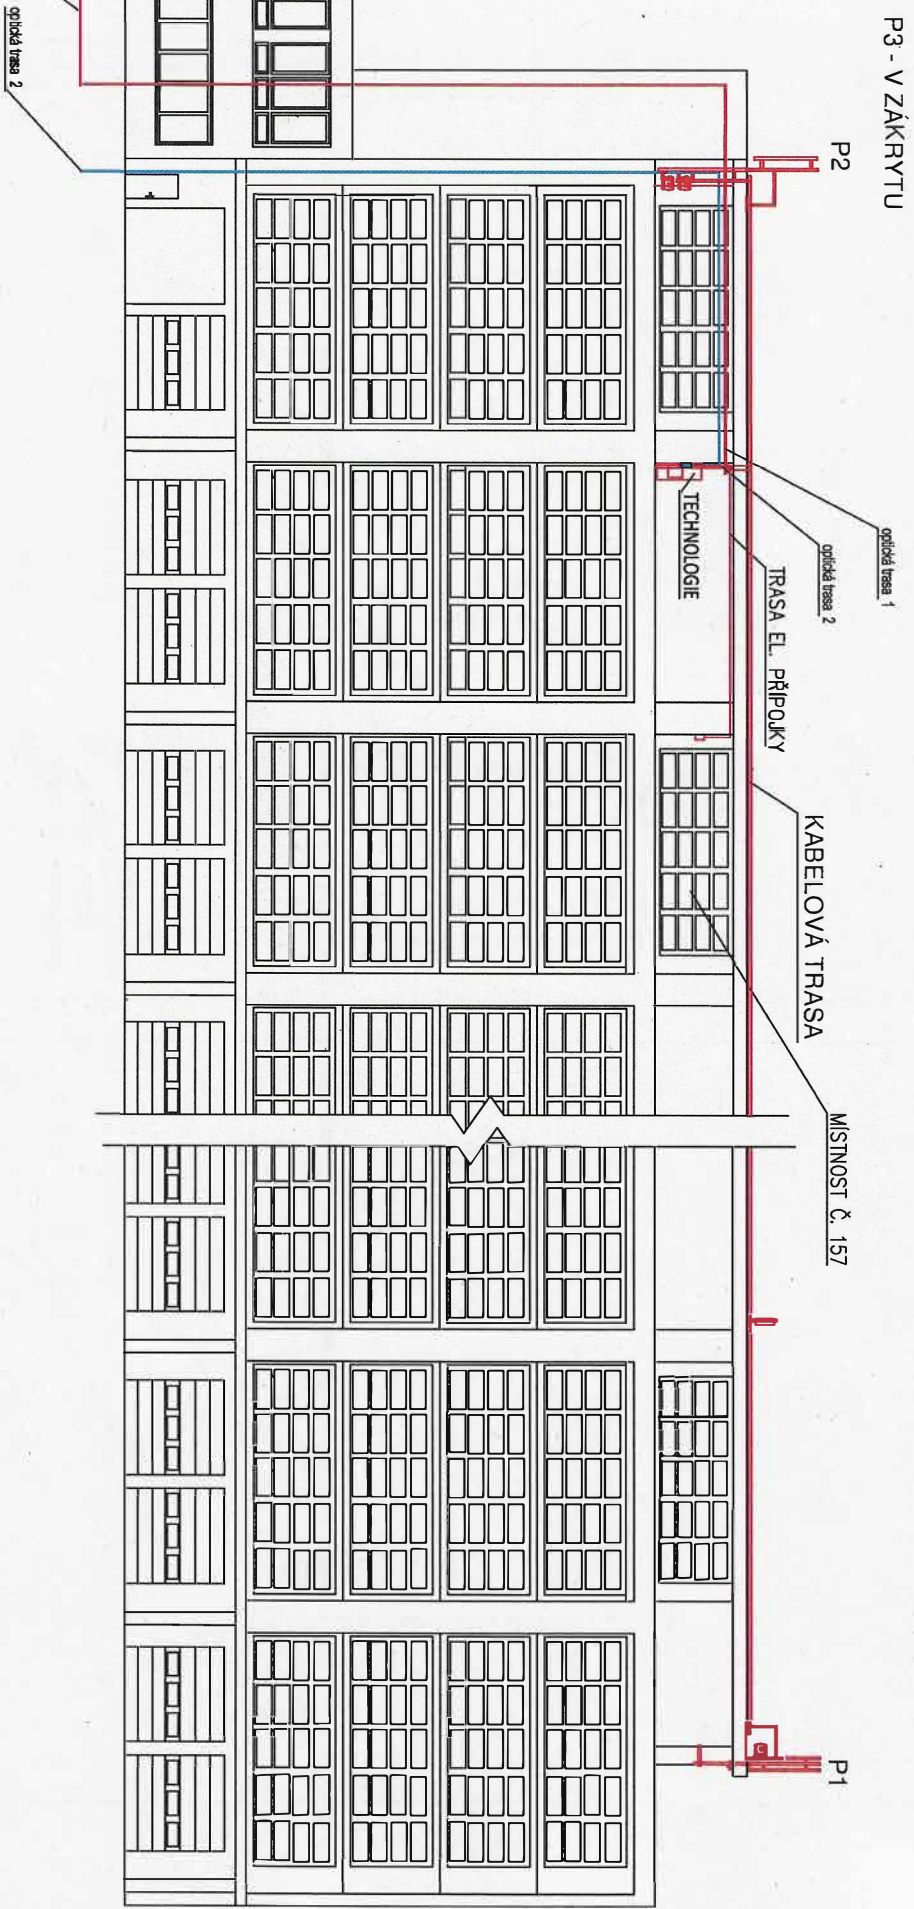 P3 - V ZÁKRYTU
P2
P1
optická trasa 1
optická trasa 2
TRASA EL. PŘÍPOJKY
TECHNOLOGIE
KABELOVÁ TRASA
MÍSTNOST Č. 157
optická trasa 2
C